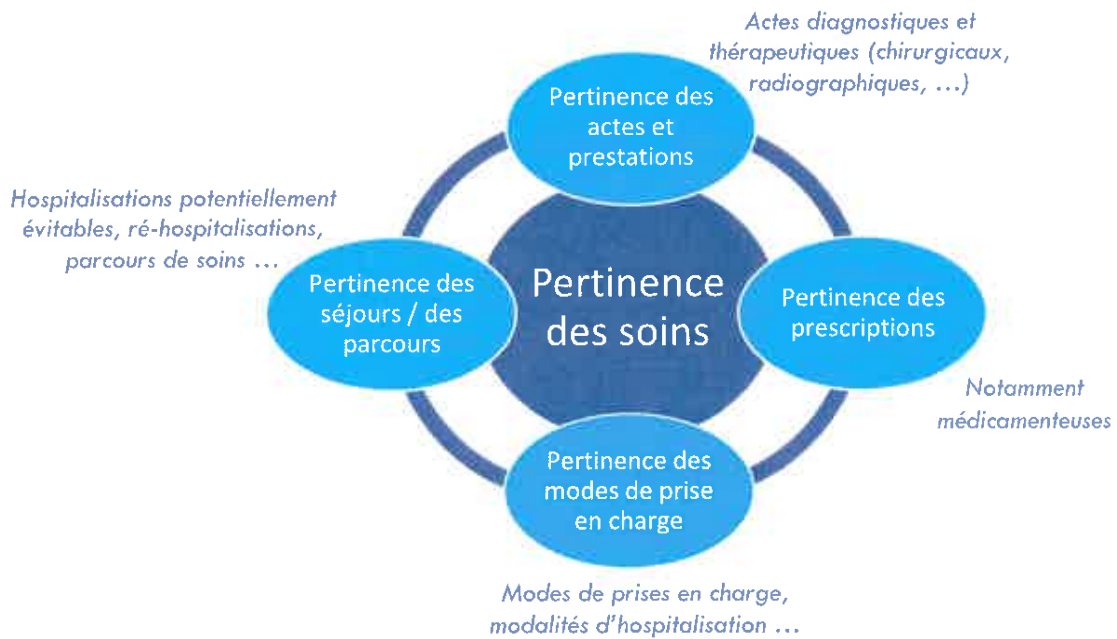 Actes diagnostiques et
thérapeutiques (chirurgicaux,
radiographiques, ...)
Pertinence des
actes et
prestations
Hospitalisations potentiellement
évitables, ré-hospitalisations,
parcours de soins ...
Pertinence des
séjours / des
parcours
Pertinence
des soins
Pertinence des
prescriptions
Notamment
médicamenteuses
Pertinence des
modes de prise
en charge
Modes de prises en charge,
modalités d'hospitalisation ...